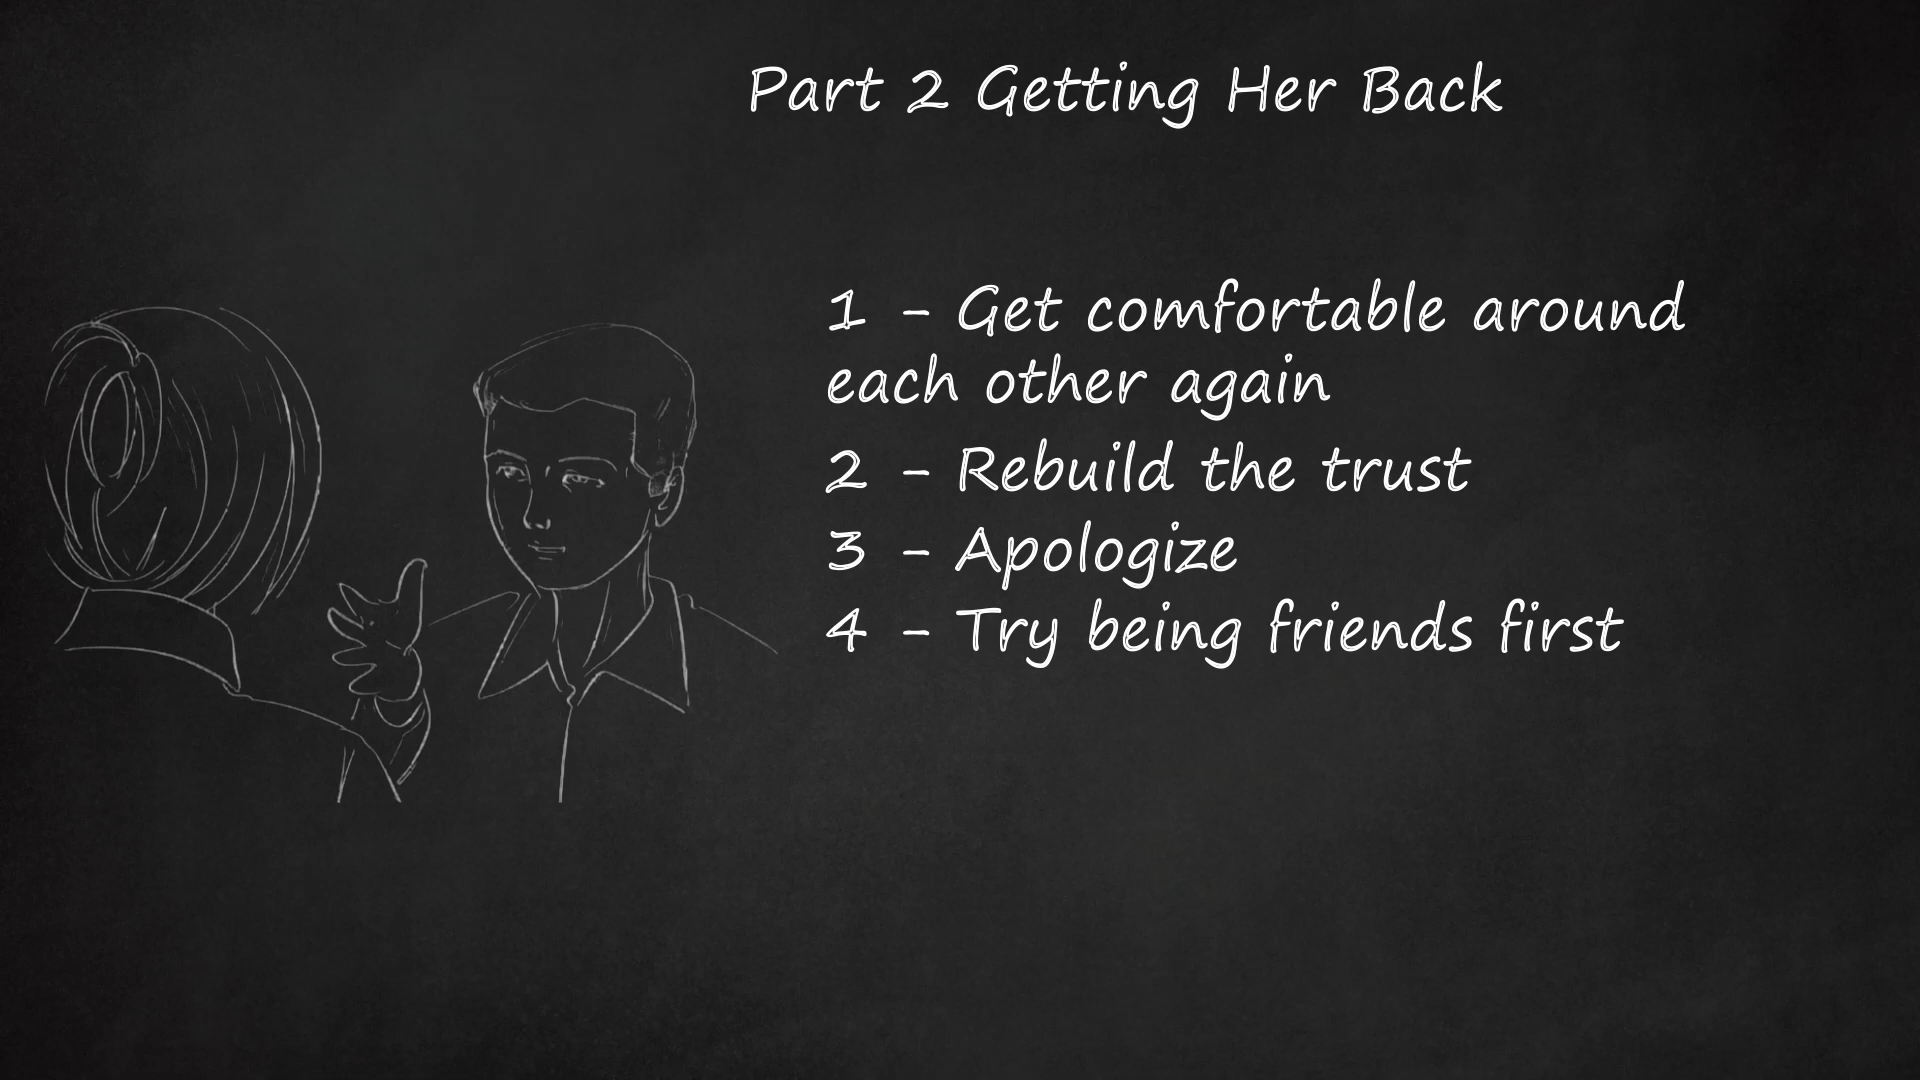 Part 2 Getting Her Back
1 - Get comfortable around
each other again
2 - Rebuild the trust
3 - Apologize
4 - Try being friends first